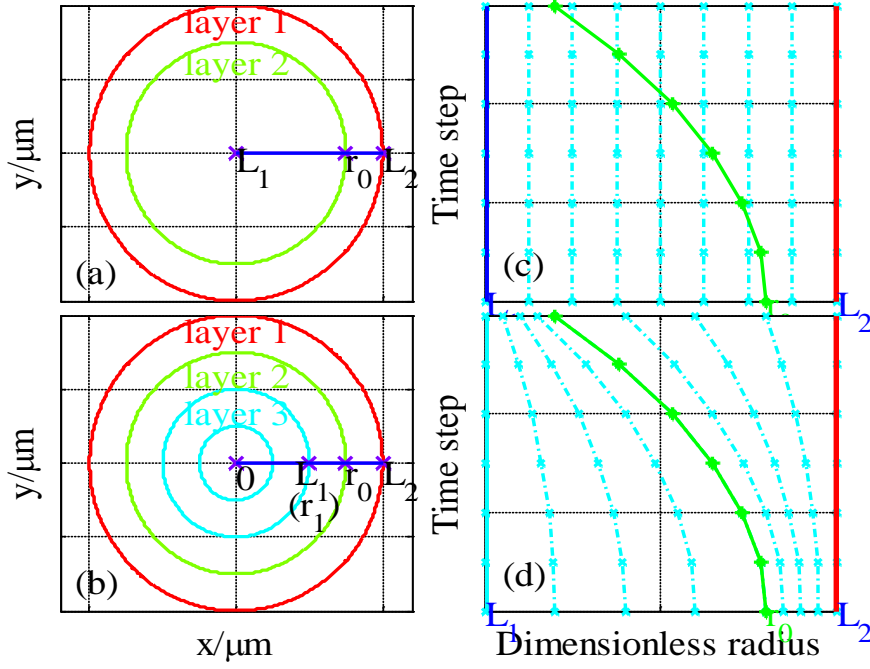 layer 1
layer 2
L1 r0 L2
y/μm
(a)
layer 1
layer 2
layer 3
0 L1 r0 L2
(r1)
y/μm
(b)
x/μm
Time step
(c)
L2
Time step
(d)
L1 r0 L2
Dimensionless radius